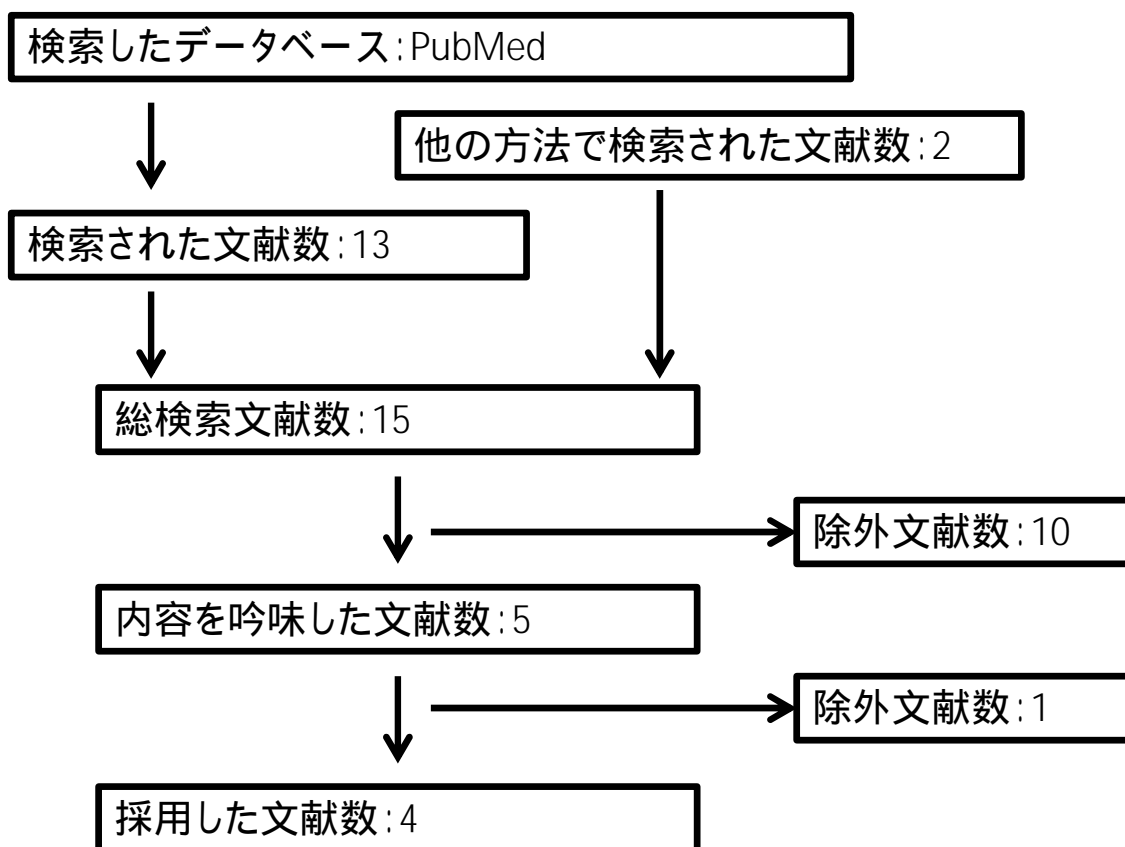 検索したデータベース:PubMed
他の方法で検索された文献数:2
検索された文献数:13
総検索文献数:15
除外文献数:10
内容を吟味した文献数:5
除外文献数:1
採用した文献数:4